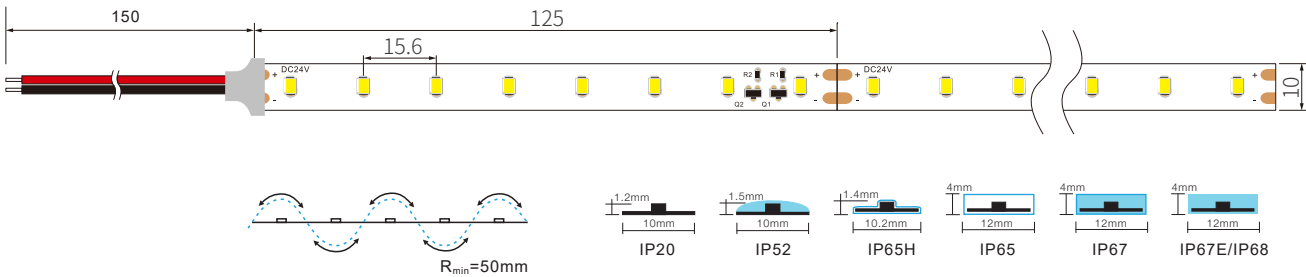 150
125
15.6
DC24V
+
-
R2
R1
Q2
Q1
+
-
+
-
DC24V
+
-
10
Rmin=50mm
1.2mm
10mm
IP20
1.5mm
10mm
IP52
1.4mm
10.2mm
IP65H
4mm
12mm
IP65
4mm
12mm
IP67
4mm
12mm
IP67E/IP68